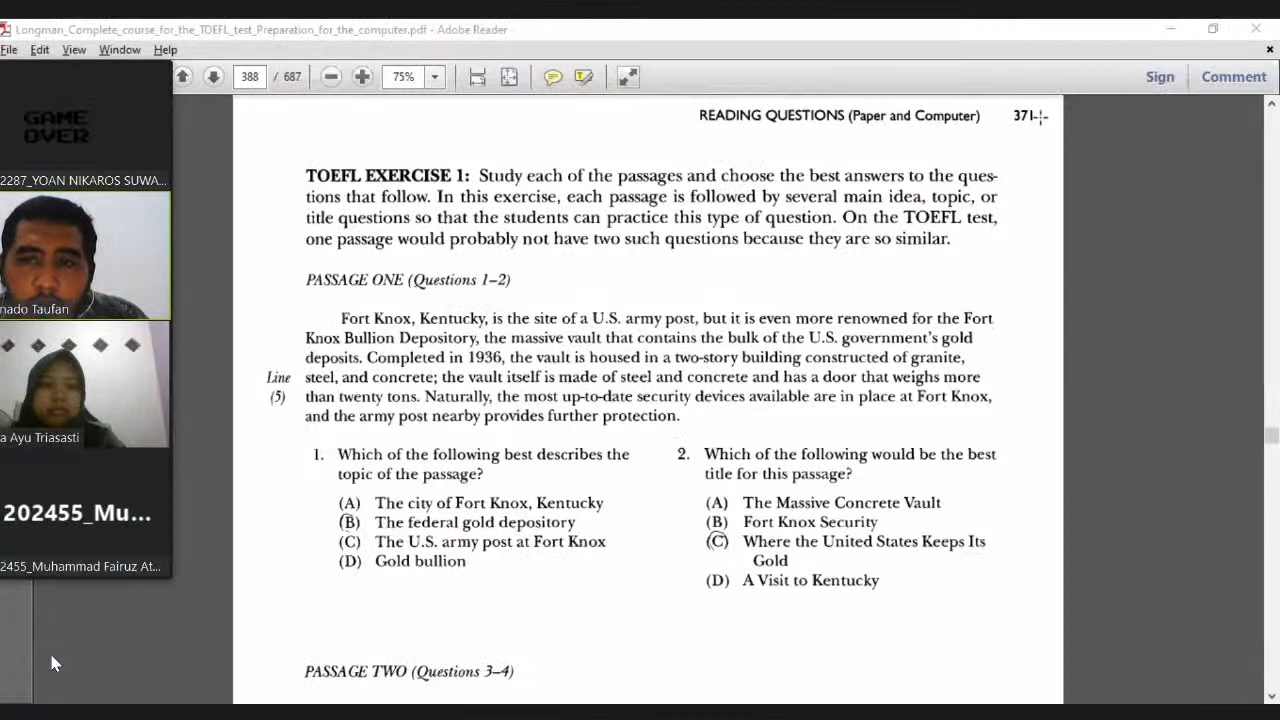 Longman_Complete_course_for_the_TOEFL_test_Preparation_for_the_computer.pdf - Adobe Reader
File Edit View Window Help
388 / 687 75% Sign Comment
GAME
OVER
2287_YOAN NIKAROS SUWA...
nado Taufan
a Ayu Triasasti
202455_Mu...
2455_Muhammad Fairuz At...
READING QUESTIONS (Paper and Computer) 371
TOEFL EXERCISE 1: Study each of the passages and choose the best answers to the ques-
tions that follow. In this exercise, each passage is followed by several main idea, topic, or
title questions so that the students can practice this type of question. On the TOEFL test,
one passage would probably not have two such questions because they are so similar.
PASSAGE ONE (Questions 1–2)
Fort Knox, Kentucky, is the site of a U.S. army post, but it is even more renowned for the Fort
Knox Bullion Depository, the massive vault that contains the bulk of the U.S. government's gold
deposits. Completed in 1936, the vault is housed in a two-story building constructed of granite,
Line steel, and concrete; the vault itself is made of steel and concrete and has a door that weighs more
(5) than twenty tons. Naturally, the most up-to-date security devices available are in place at Fort Knox,
and the army post nearby provides further protection.
1. Which of the following best describes the
topic of the passage?
(A) The city of Fort Knox, Kentucky
(B) The federal gold depository
(C) The U.S. army post at Fort Knox
(D) Gold bullion
2. Which of the following would be the best
title for this passage?
(A) The Massive Concrete Vault
(B) Fort Knox Security
(C) Where the United States Keeps Its
Gold
(D) A Visit to Kentucky
PASSAGE TWO (Questions 3–4)